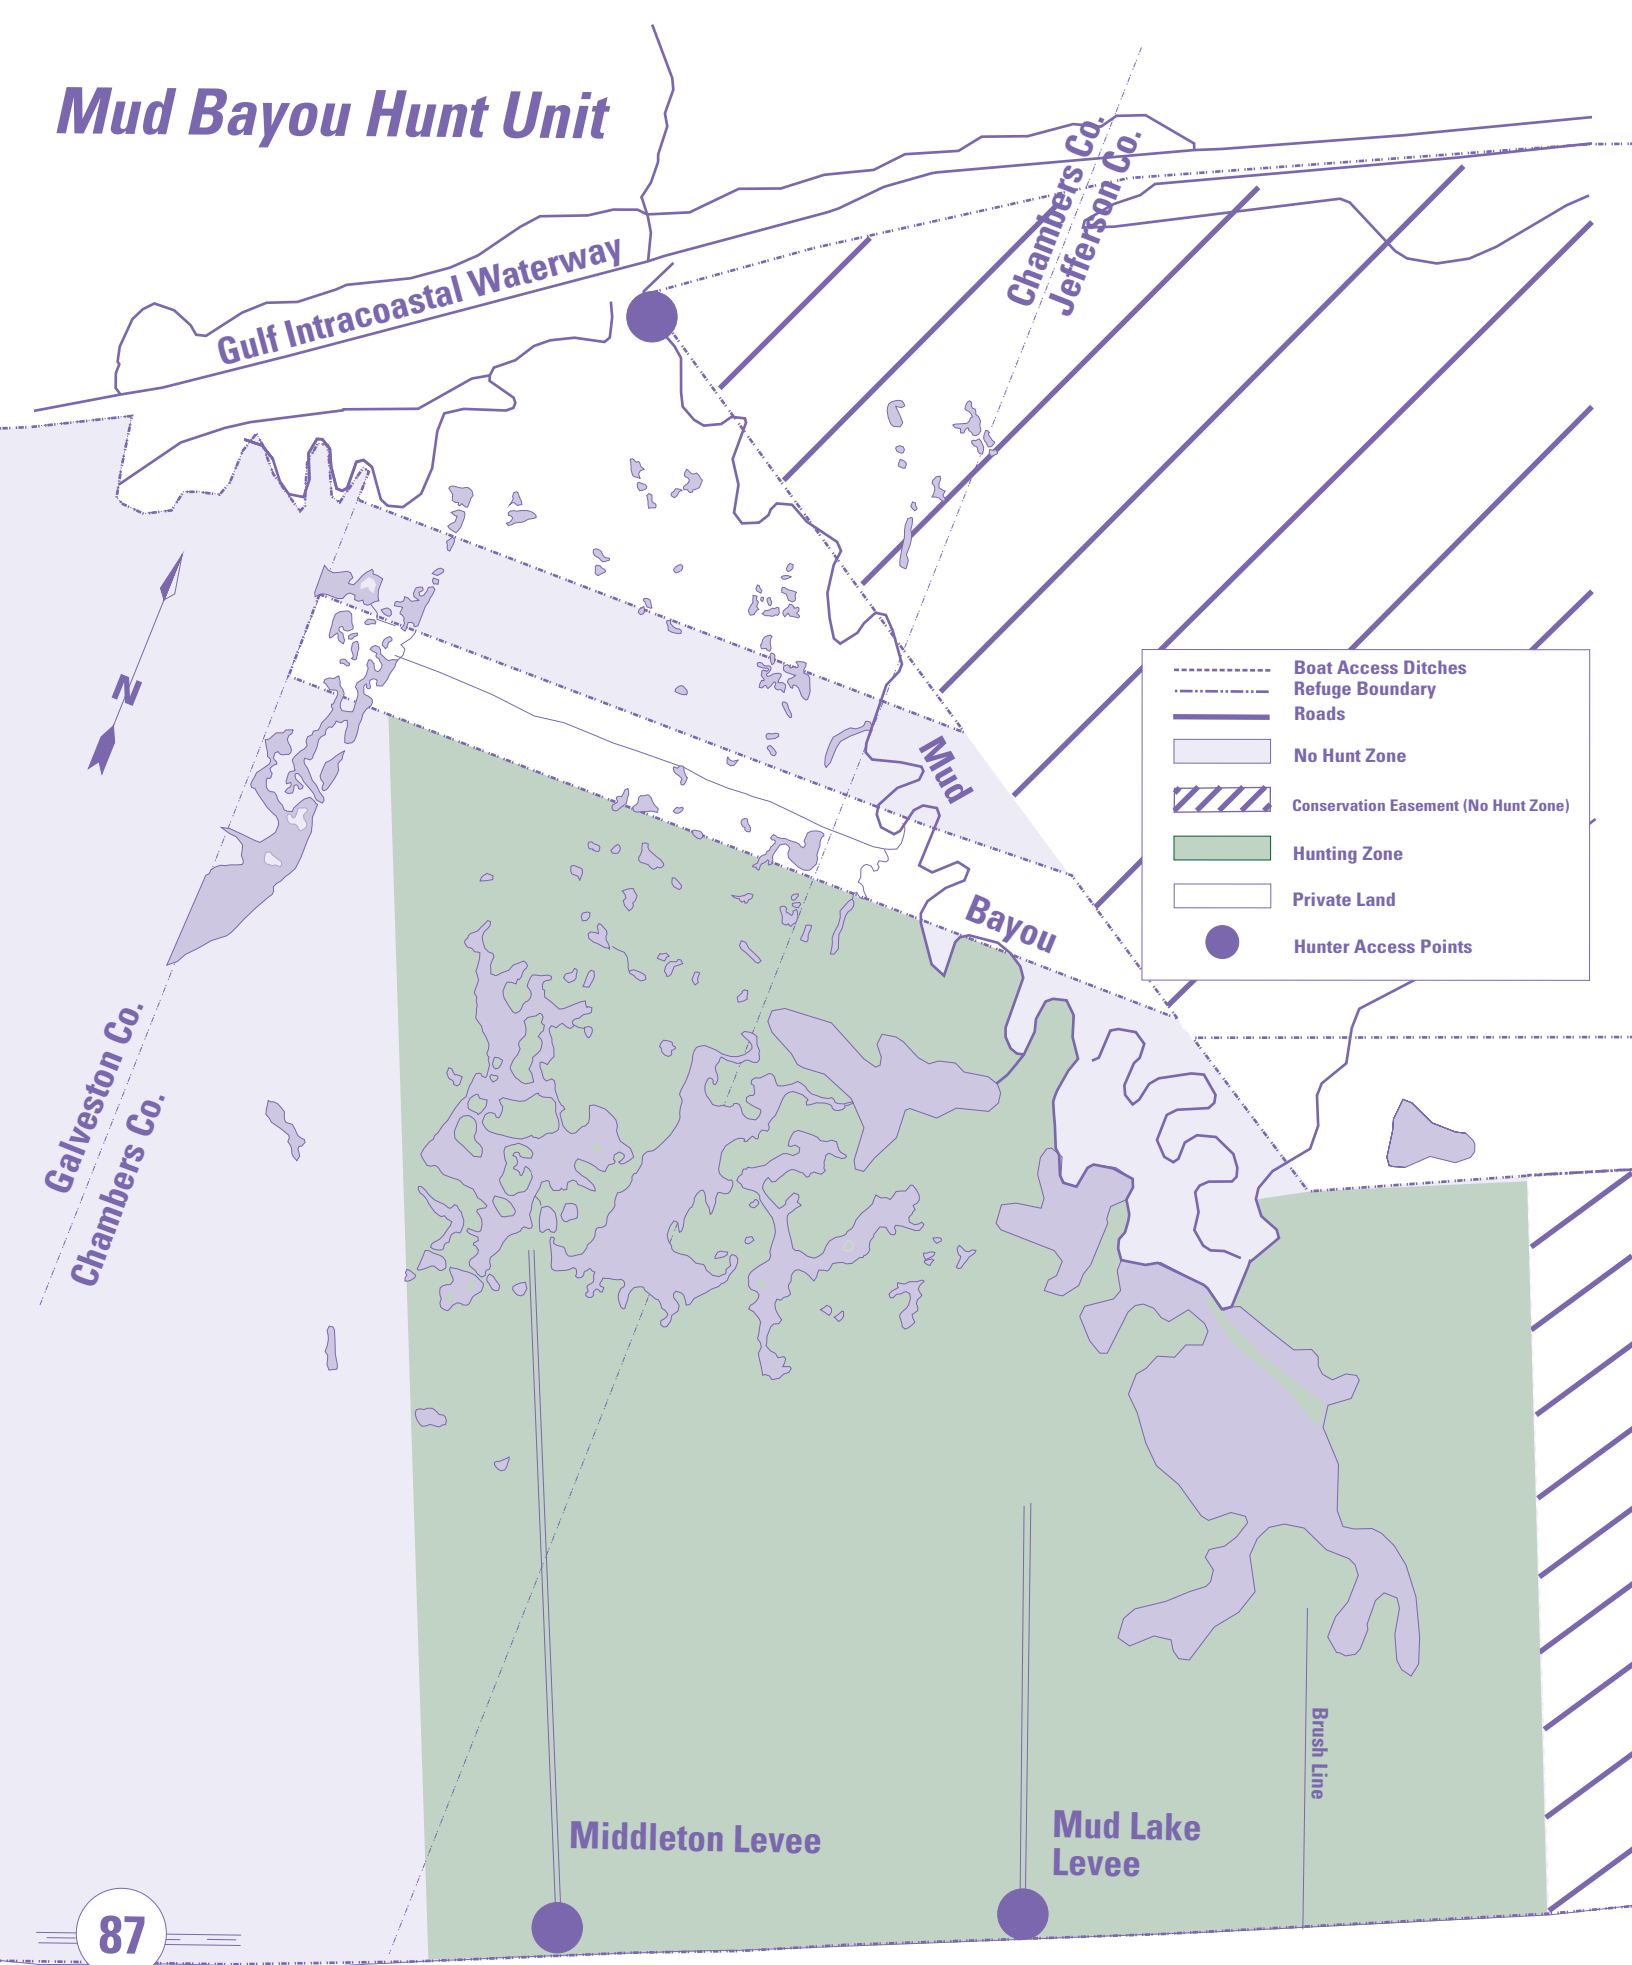 Mud Bayou Hunt Unit
Chambers Co.
Jefferson Co.
Gulf Intracoastal Waterway
N
Mud
Bayou
Boat Access Ditches
Refuge Boundary
Roads
No Hunt Zone
Conservation Easement (No Hunt Zone)
Hunting Zone
Private Land
Hunter Access Points
Galveston Co.
Chambers Co.
Brush Line
Middleton Levee
Mud Lake
Levee
87